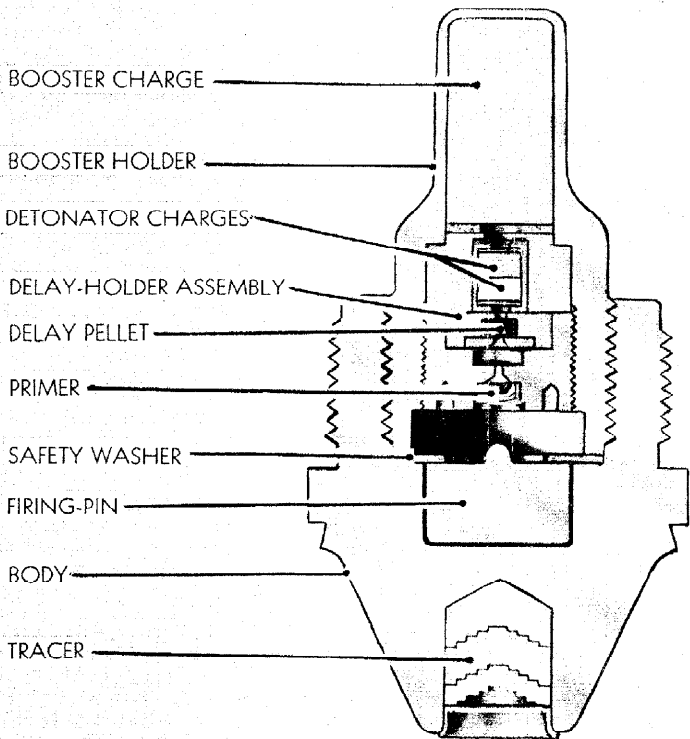 BOOSTER CHARGE
BOOSTER HOLDER
DETONATOR CHARGES
DELAY-HOLDER ASSEMBLY
DELAY PELLET
PRIMER
SAFETY WASHER
FIRING-PIN
BODY
TRACER